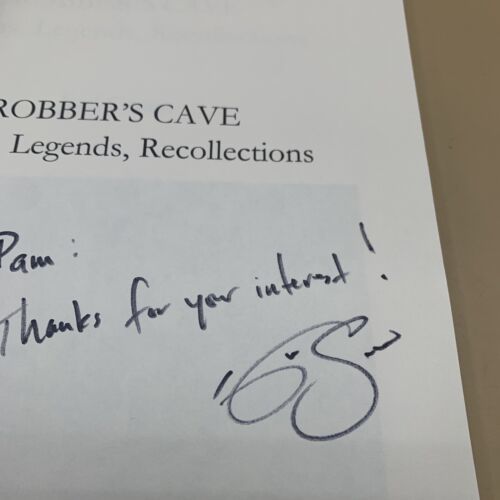 ROBBER'S CAVE
Legends, Recollections
Pam:
Thanks for your interest!